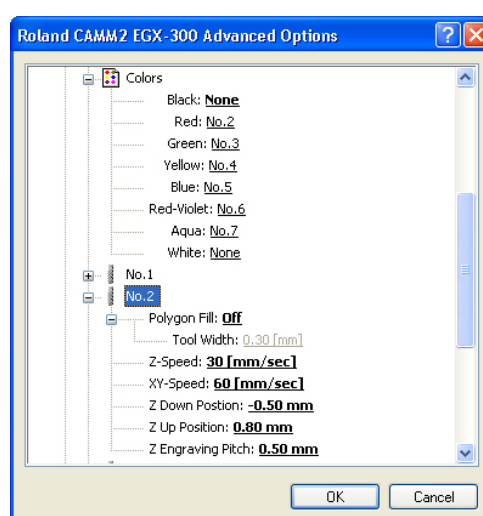 Roland CAMM2 EGX-300 Advanced Options
Colors
Black: None
Red: No.2
Green: No.3
Yellow: No.4
Blue: No.5
Red-Violet: No.6
Aqua: No.7
White: None
No.1
No.2
Polygon Fill: Off
Tool Width: 0.30 [mm]
Z-Speed: 30 [mm/sec]
XY-Speed: 60 [mm/sec]
Z Down Postion: -0.50 mm
Z Up Position: 0.80 mm
Z Engraving Pitch: 0.50 mm
OK Cancel